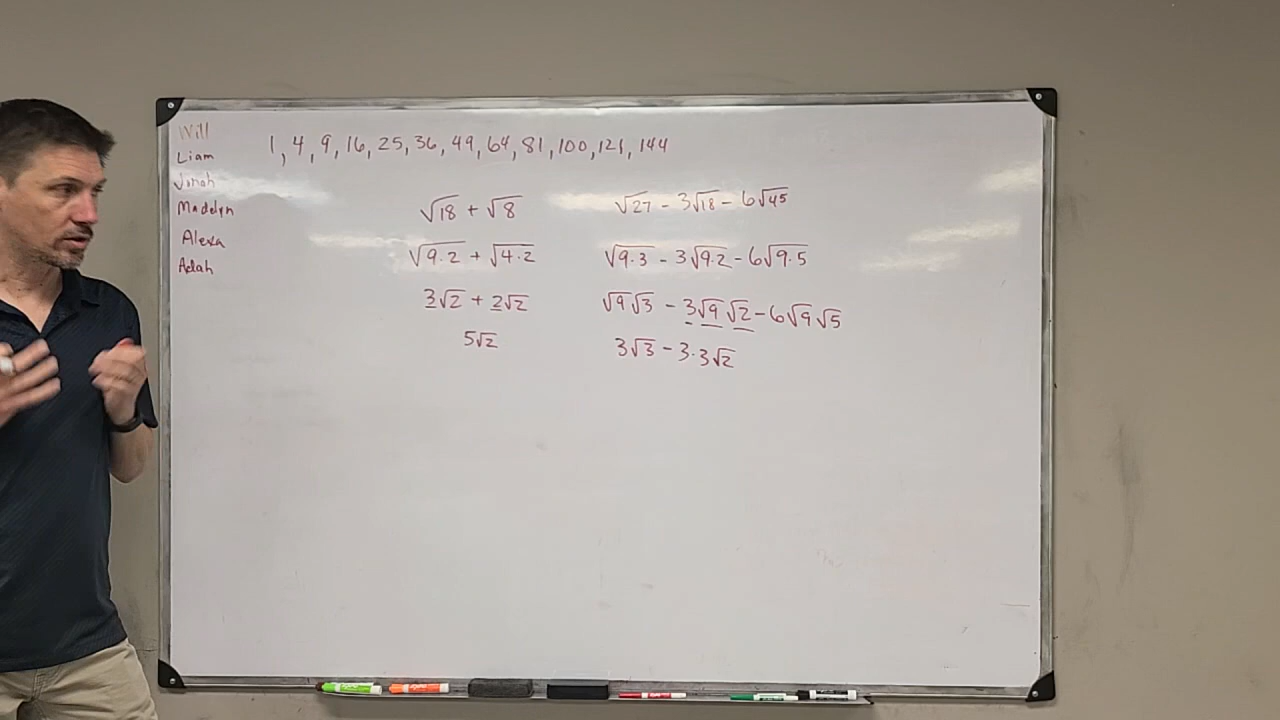 Will
Liam
Jinah
Madelyn
Alexa
Adah
1, 4, 9, 16, 25, 36, 49, 64, 81, 100, 121, 144
√18 + √8
√9·2 + √4·2
3√2 + 2√2
5√2
√27 - 3√18 - 6√45
√9·3 - 3√9·2 - 6√9·5
√9√3 - 3√9√2 - 6√9√5
3√3 - 3·3√2